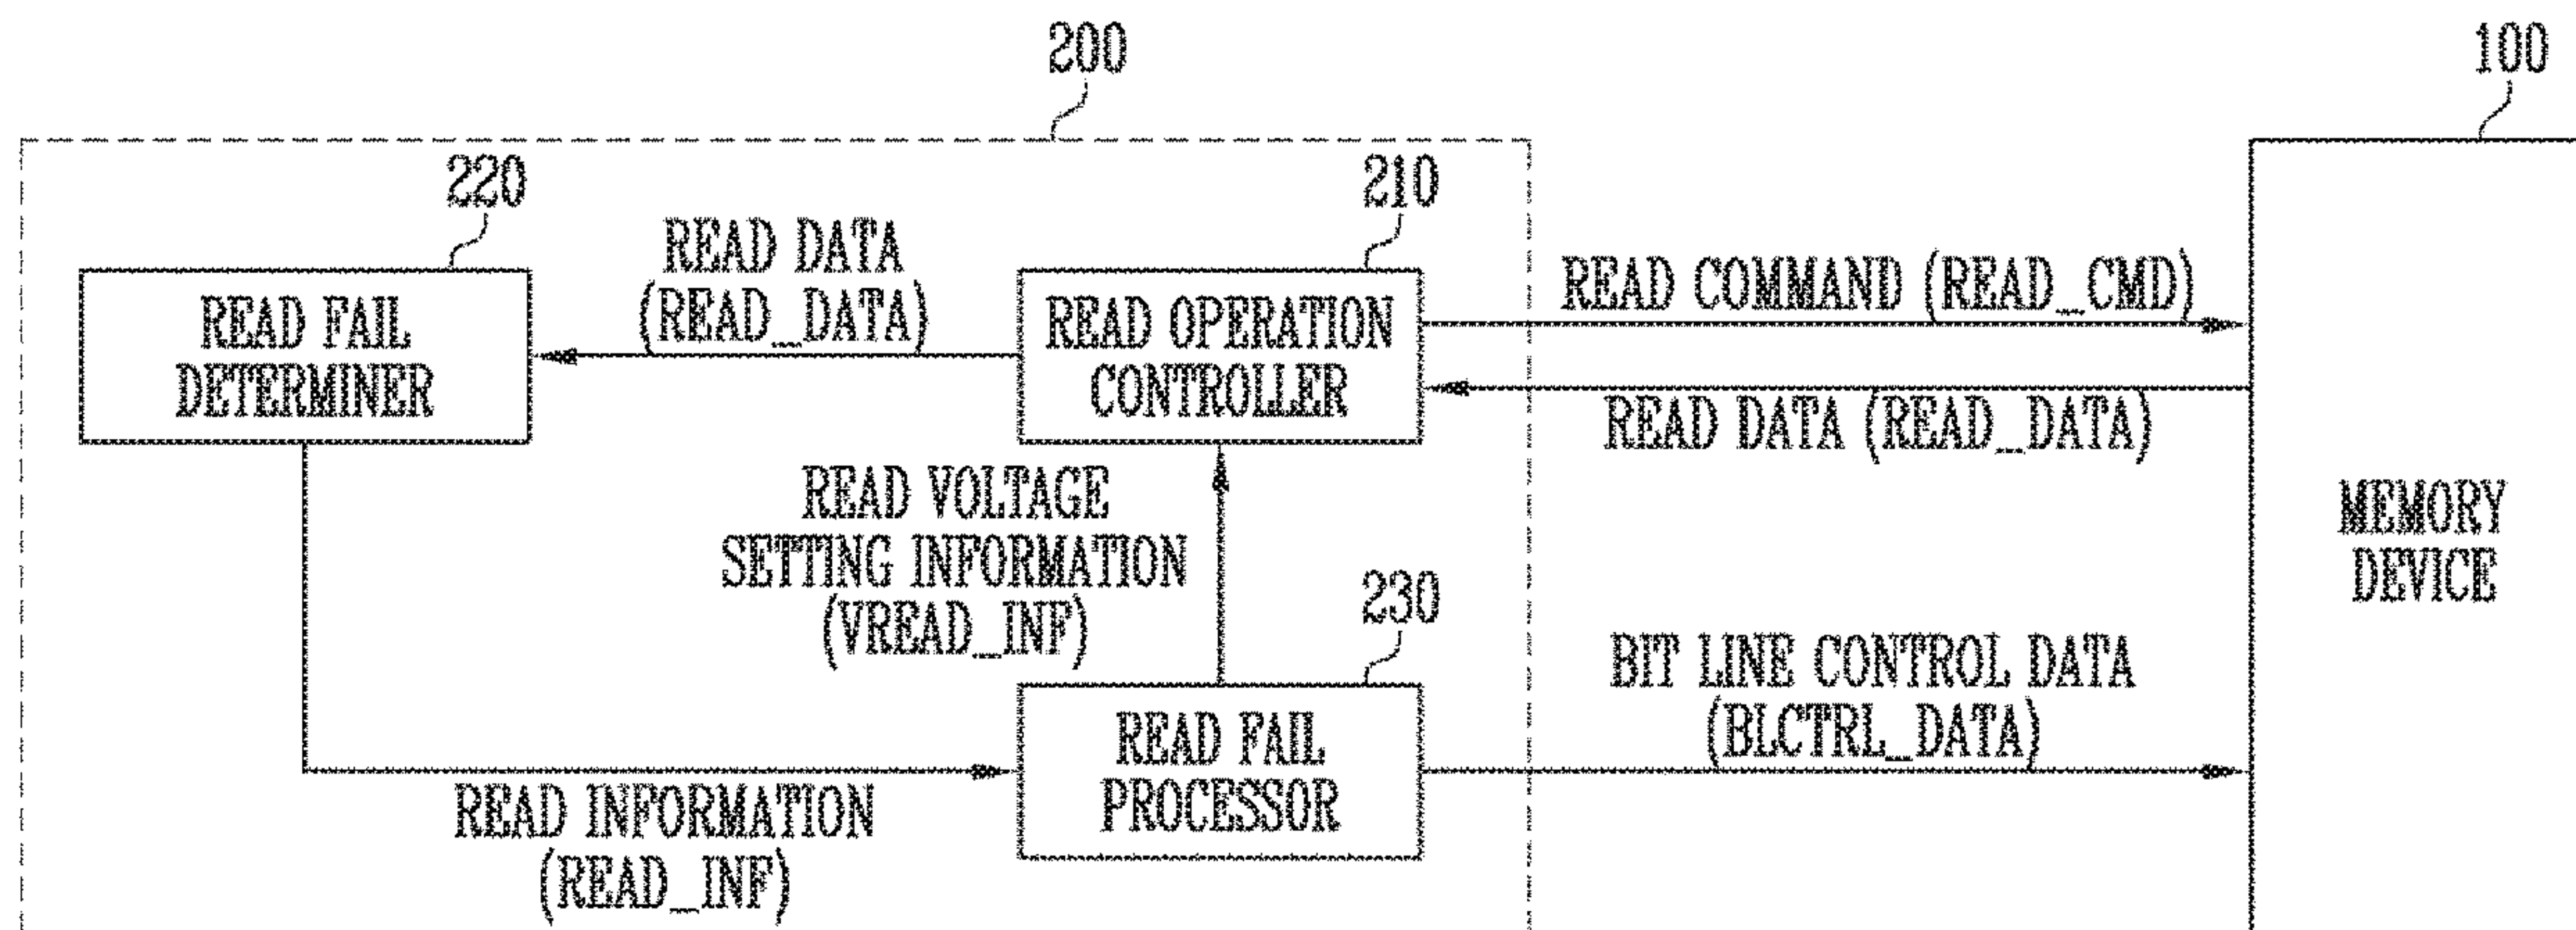 200
100
220
210
READ DATA
(READ_DATA)
READ FAIL
DETERMINER
READ OPERATION
CONTROLLER
READ COMMAND (READ_CMD)
READ DATA (READ_DATA)
READ VOLTAGE
SETTING INFORMATION
(VREAD_INF)
MEMORY
DEVICE
230
BIT LINE CONTROL DATA
(BLCTRL_DATA)
READ FAIL
PROCESSOR
READ INFORMATION
(READ_INF)